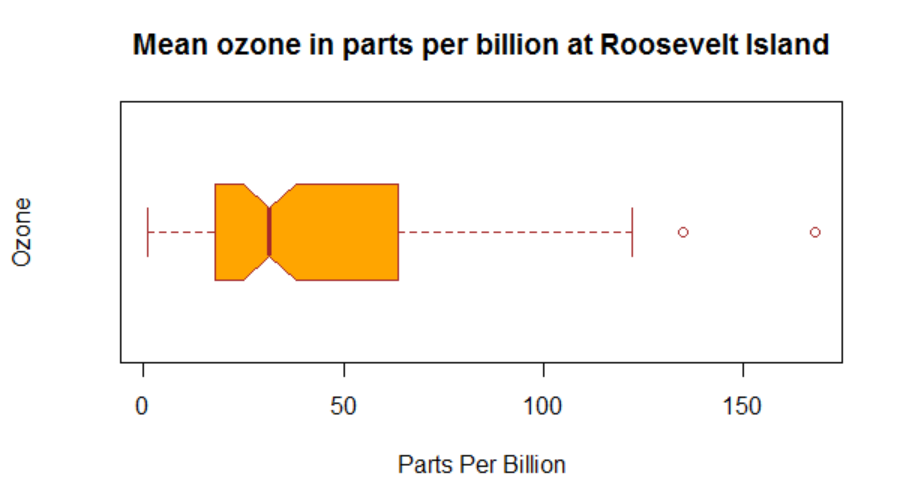 Mean ozone in parts per billion at Roosevelt Island
Ozone
0 50 100 150
Parts Per Billion